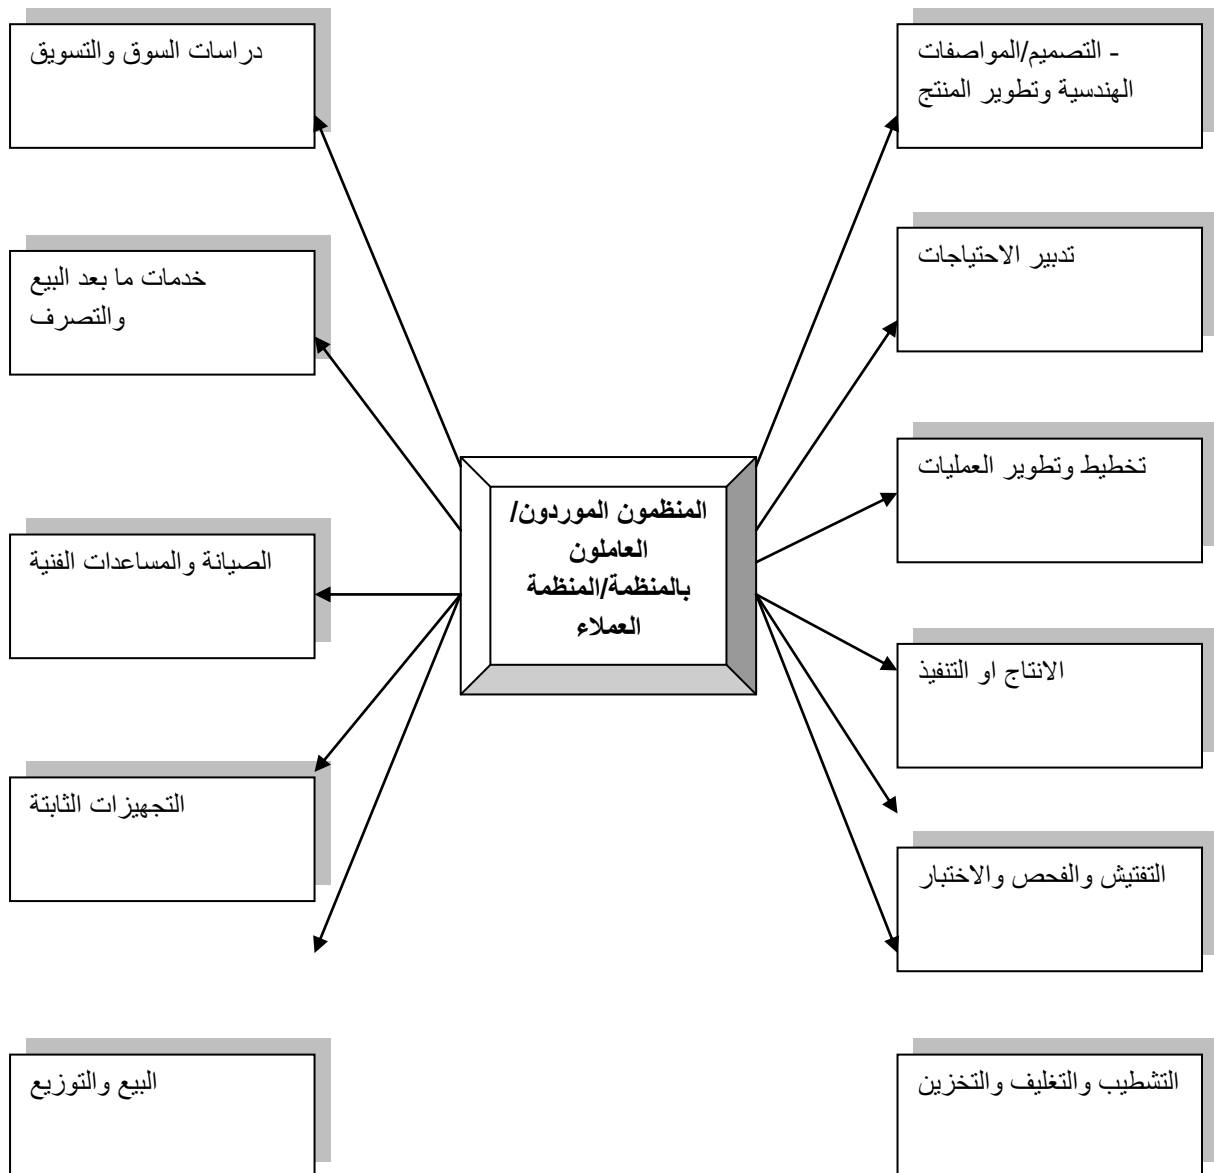 - التصميم/المواصفات
الهندسية وتطوير المنتج
دراسات السوق والتسويق
تدبير الاحتياجات
خدمات ما بعد البيع
والتصرف
تخطيط وتطوير العمليات
المنظمون الموردون/
العاملون
بالمنظمة/المنظمة
العملاء
الصيانة والمساعدات الفنية
الانتاج او التنفيذ
التجهيزات الثابتة
التفتيش والفحص والاختبار
التشطيب والتغليف والتخزين
البيع والتوزيع